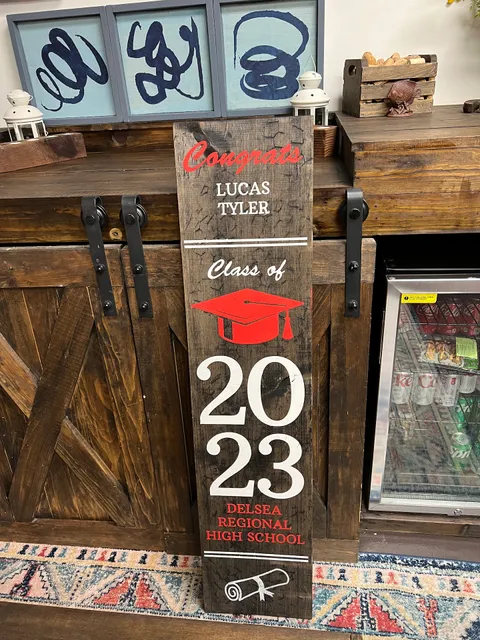 Congrats
LUCAS
TYLER
Class of
20
23
DELSEA
REGIONAL
HIGH SCHOOL